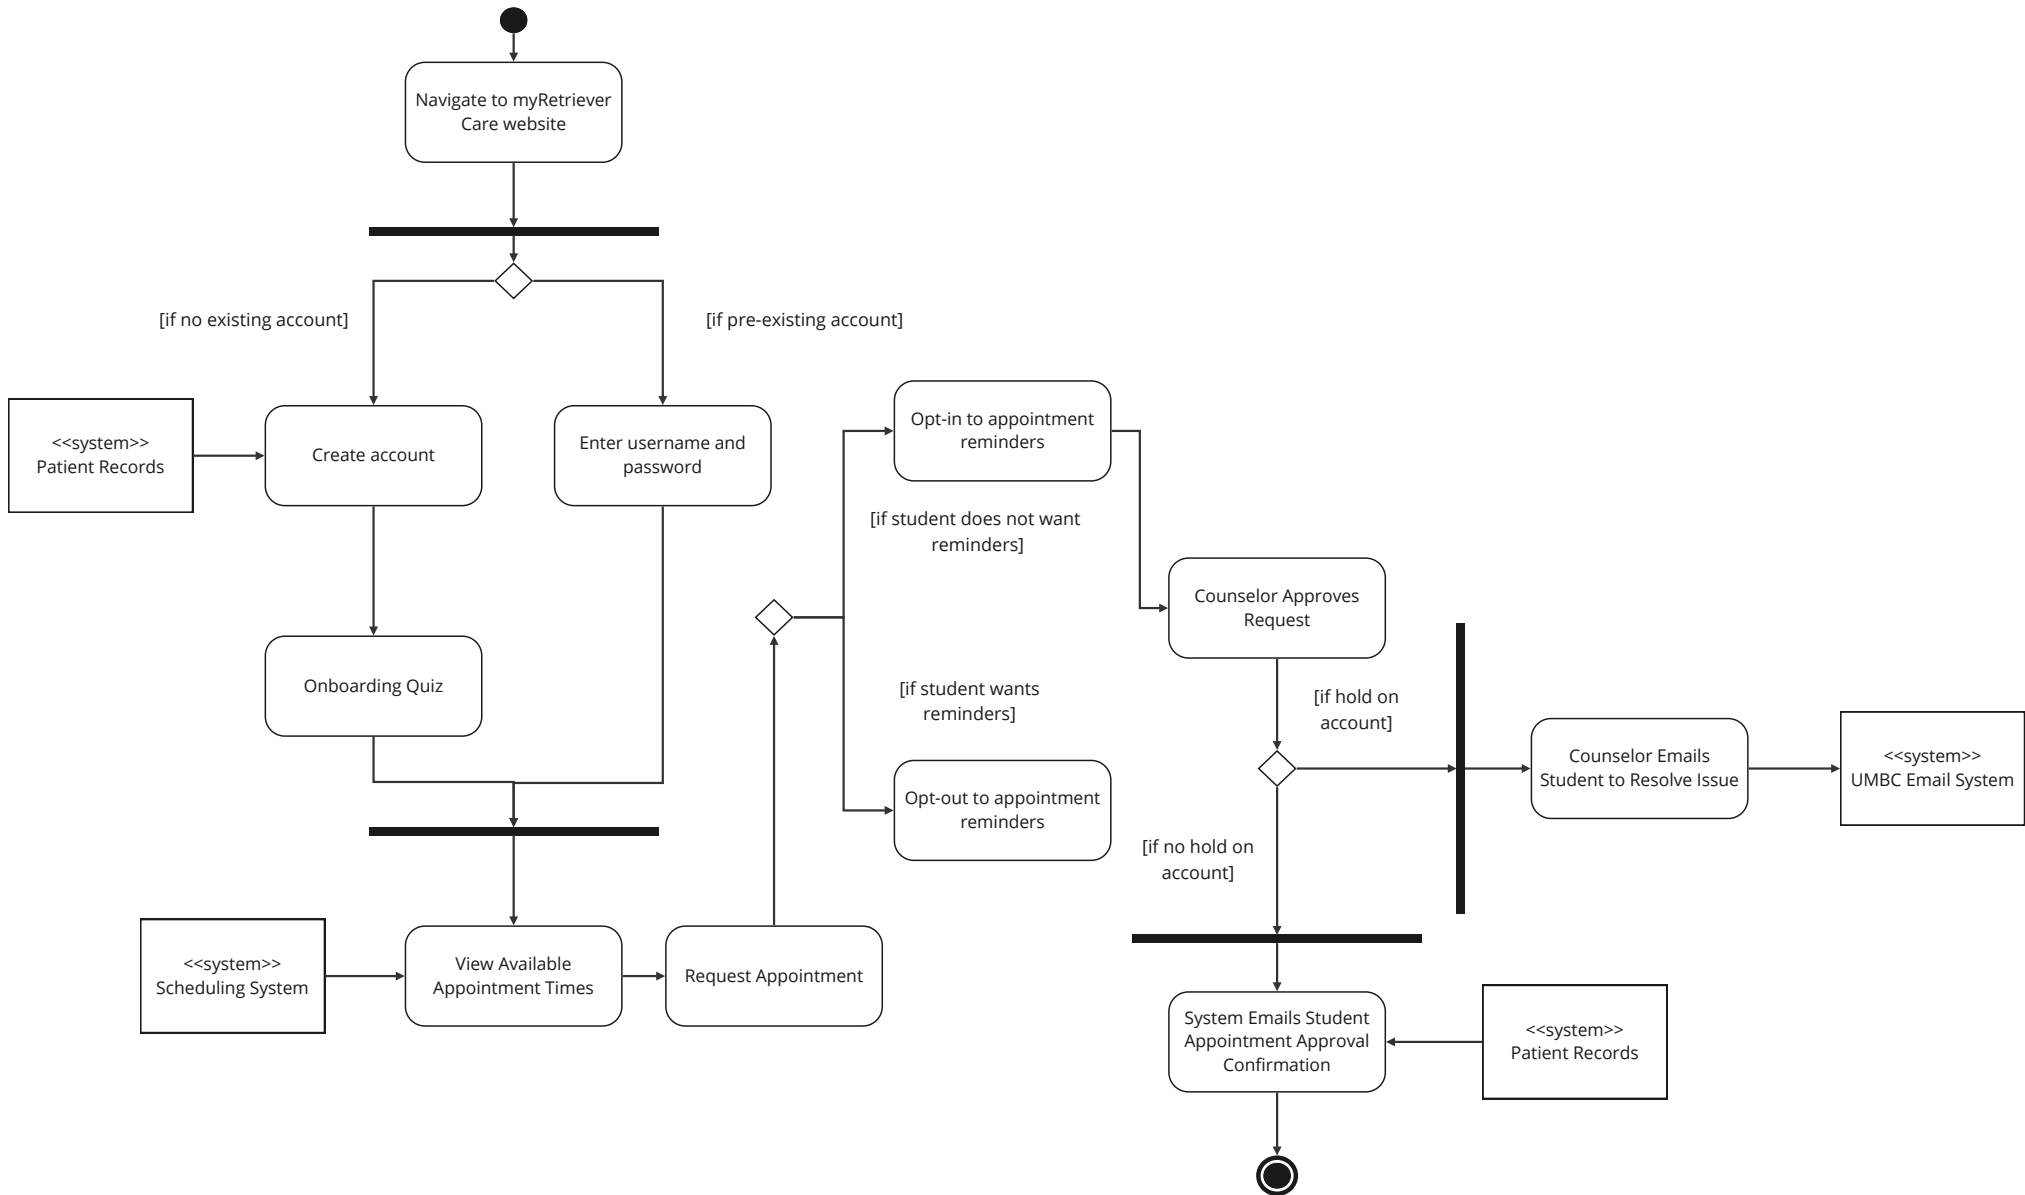 Navigate to myRetriever
Care website
[if no existing account]
[if pre-existing account]
<<system>>
Patient Records
Create account
Enter username and
password
Opt-in to appointment
reminders
[if student does not want
reminders]
Counselor Approves
Request
Onboarding Quiz
[if student wants
reminders]
[if hold on
account]
Counselor Emails
Student to Resolve Issue
<<system>>
UMBC Email System
Opt-out to appointment
reminders
[if no hold on
account]
<<system>>
Scheduling System
View Available
Appointment Times
Request Appointment
System Emails Student
Appointment Approval
Confirmation
<<system>>
Patient Records